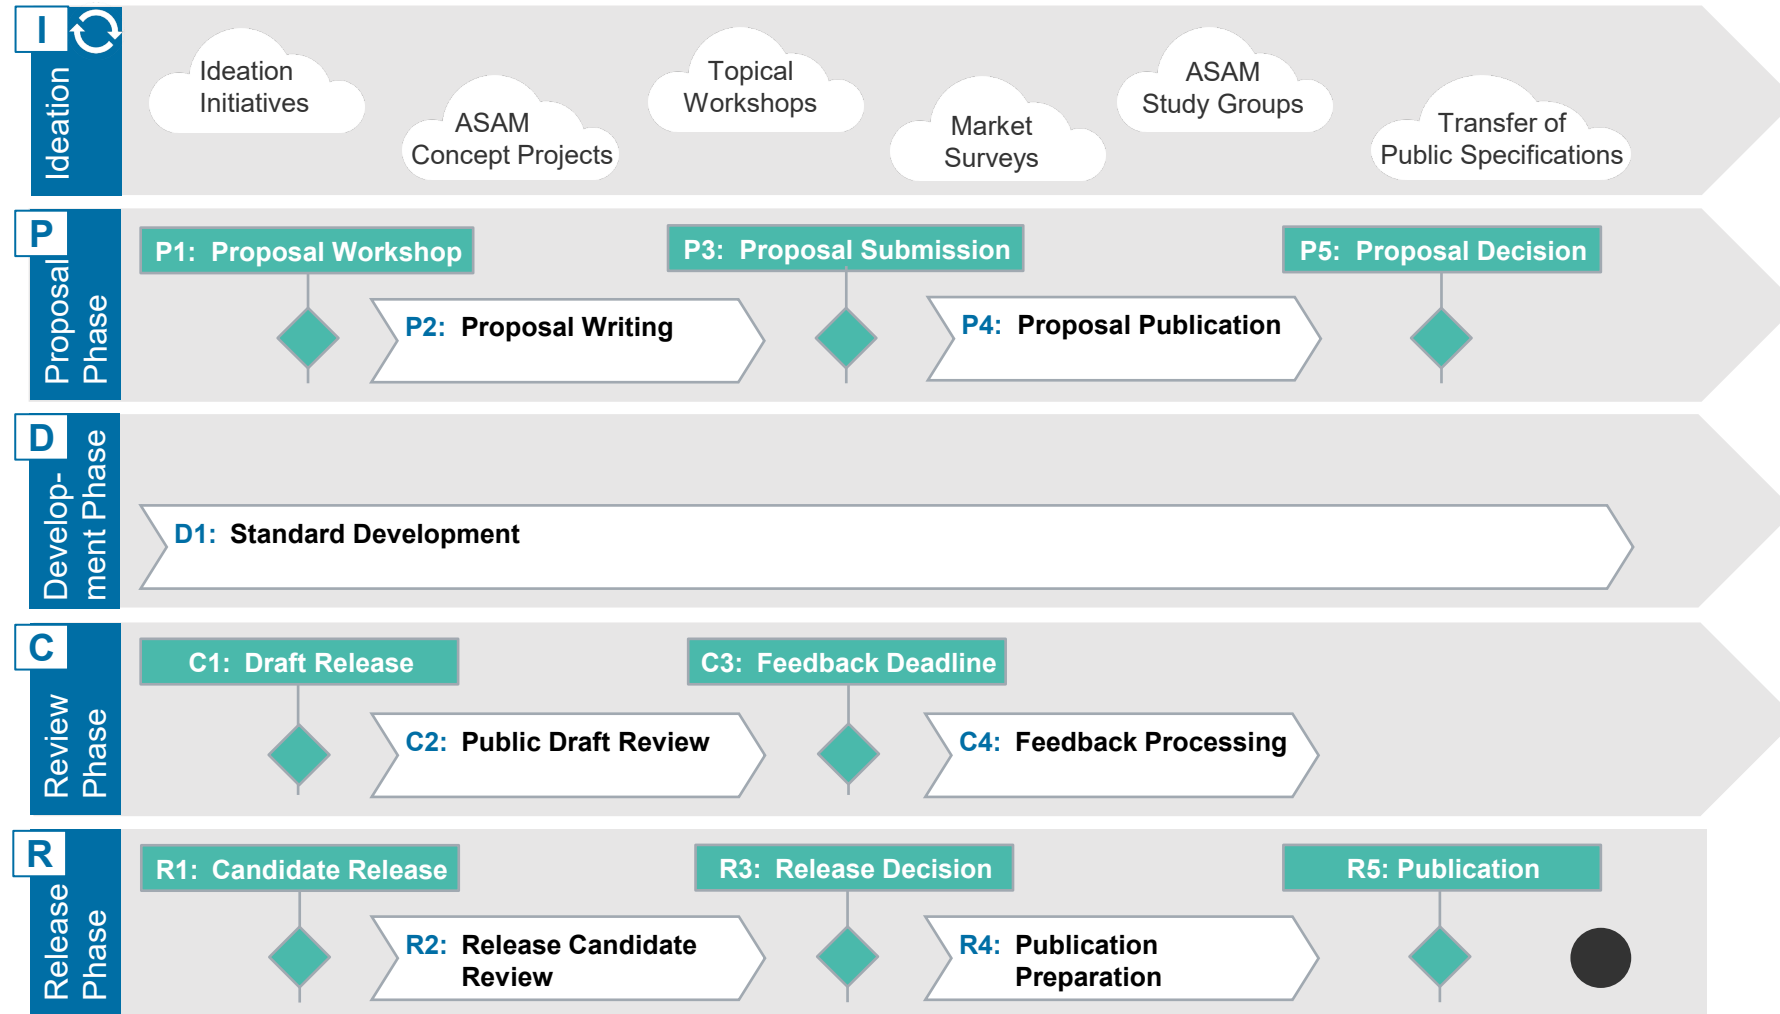 I
Ideation
Ideation
Initiatives
ASAM
Concept Projects
Topical
Workshops
Market
Surveys
ASAM
Study Groups
Transfer of
Public Specifications
P
Proposal
Phase
P1: Proposal Workshop
P2: Proposal Writing
P3: Proposal Submission
P4: Proposal Publication
P5: Proposal Decision
D
Develop-
ment Phase
D1: Standard Development
C
Review
Phase
C1: Draft Release
C2: Public Draft Review
C3: Feedback Deadline
C4: Feedback Processing
R
Release
Phase
R1: Candidate Release
R2: Release Candidate
Review
R3: Release Decision
R4: Publication
Preparation
R5: Publication